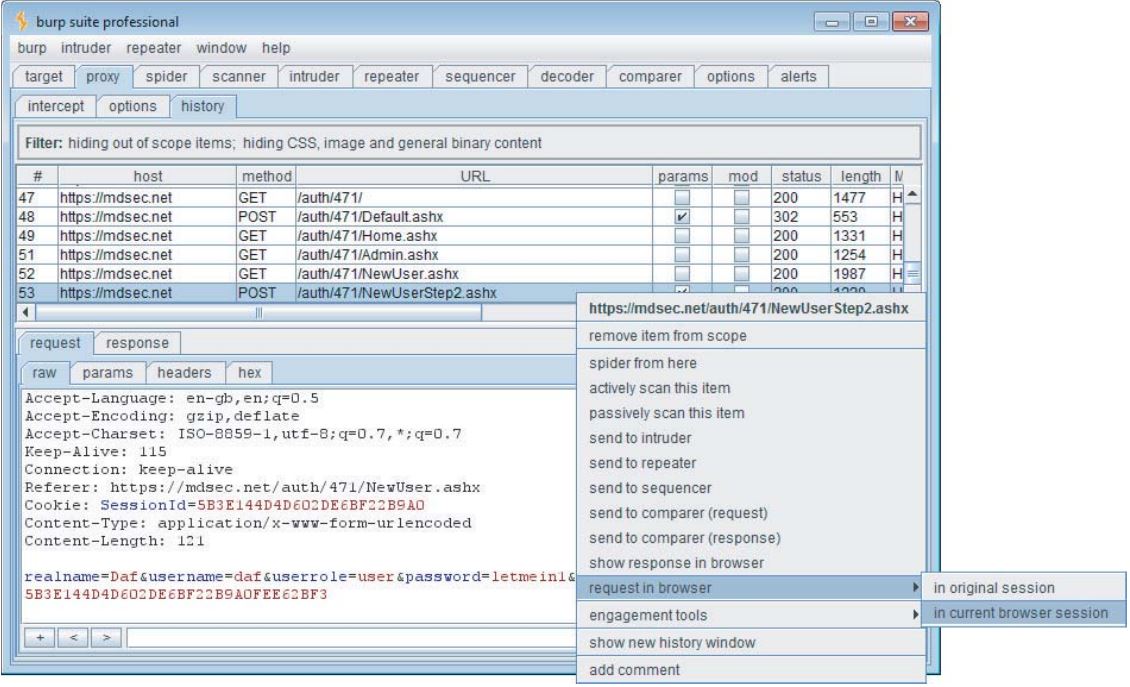 burp suite professional
burp intruder repeater window help
target proxy spider scanner intruder repeater sequencer decoder comparer options alerts
intercept options history
Filter: hiding out of scope items; hiding CSS, image and general binary content
# host method URL params mod status length M
47 https://mdsec.net GET /auth/471/ 200 1477 H
48 https://mdsec.net POST /auth/471/Default.ashx 302 553 H
49 https://mdsec.net GET /auth/471/Home.ashx 200 1331 H
51 https://mdsec.net GET /auth/471/Admin.ashx 200 1254 H
52 https://mdsec.net GET /auth/471/NewUser.ashx 200 1987 H
53 https://mdsec.net POST /auth/471/NewUserStep2.ashx
request response
raw params headers hex
Accept-Language: en-gb,en;q=0.5
Accept-Encoding: gzip,deflate
Accept-Charset: ISO-8859-1,utf-8;q=0.7,*;q=0.7
Keep-Alive: 115
Connection: keep-alive
Referer: https://mdsec.net/auth/471/NewUser.ashx
Cookie: SessionId=5B3E144D4D602DE6BF22B9A0
Content-Type: application/x-www-form-urlencoded
Content-Length: 121
realname=Daf&username=daf&userrole=user&password=letmein1&
5B3E144D4D602DE6BF22B9A0FEE62BF3
+ < >
https://mdsec.net/auth/471/NewUserStep2.ashx
remove item from scope
spider from here
actively scan this item
passively scan this item
send to intruder
send to repeater
send to sequencer
send to comparer (request)
send to comparer (response)
show response in browser
request in browser
engagement tools
show new history window
add comment
in original session
in current browser session